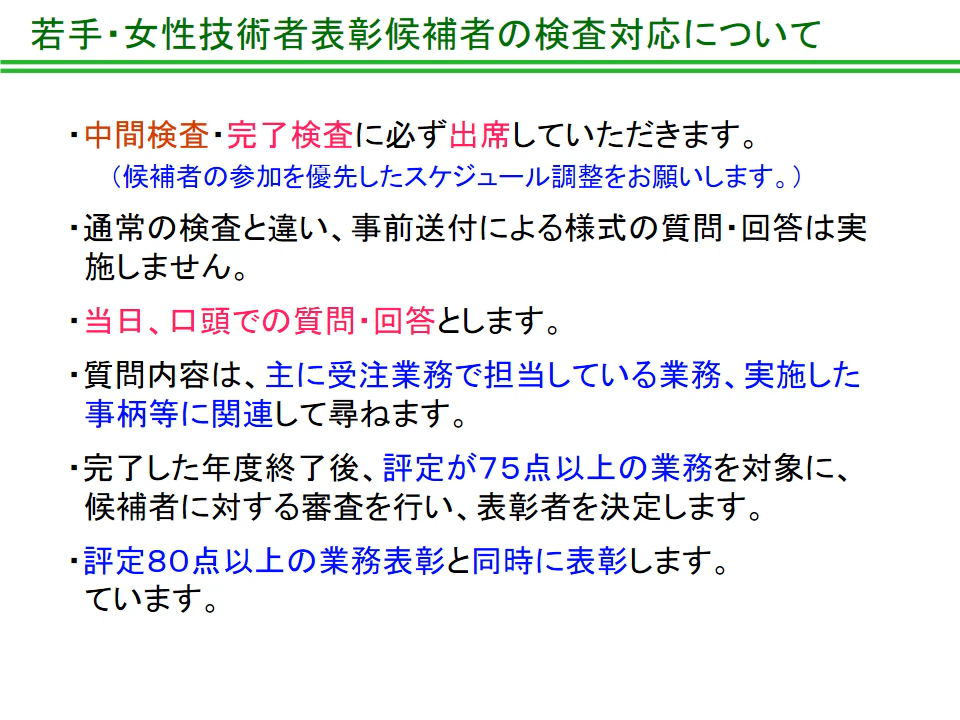 若手・女性技術者表彰候補者の検査対応について
・中間検査・完了検査に必ず出席していただきます。
（候補者の参加を優先したスケジュール調整をお願いします。）
・通常の検査と違い、事前送付による様式の質問・回答は実
施しません。
・当日、口頭での質問・回答とします。
・質問内容は、主に受注業務で担当している業務、実施した
事柄等に関連して尋ねます。
・完了した年度終了後、評定が７５点以上の業務を対象に、
候補者に対する審査を行い、表彰者を決定します。
・評定８０点以上の業務表彰と同時に表彰します。
ています。